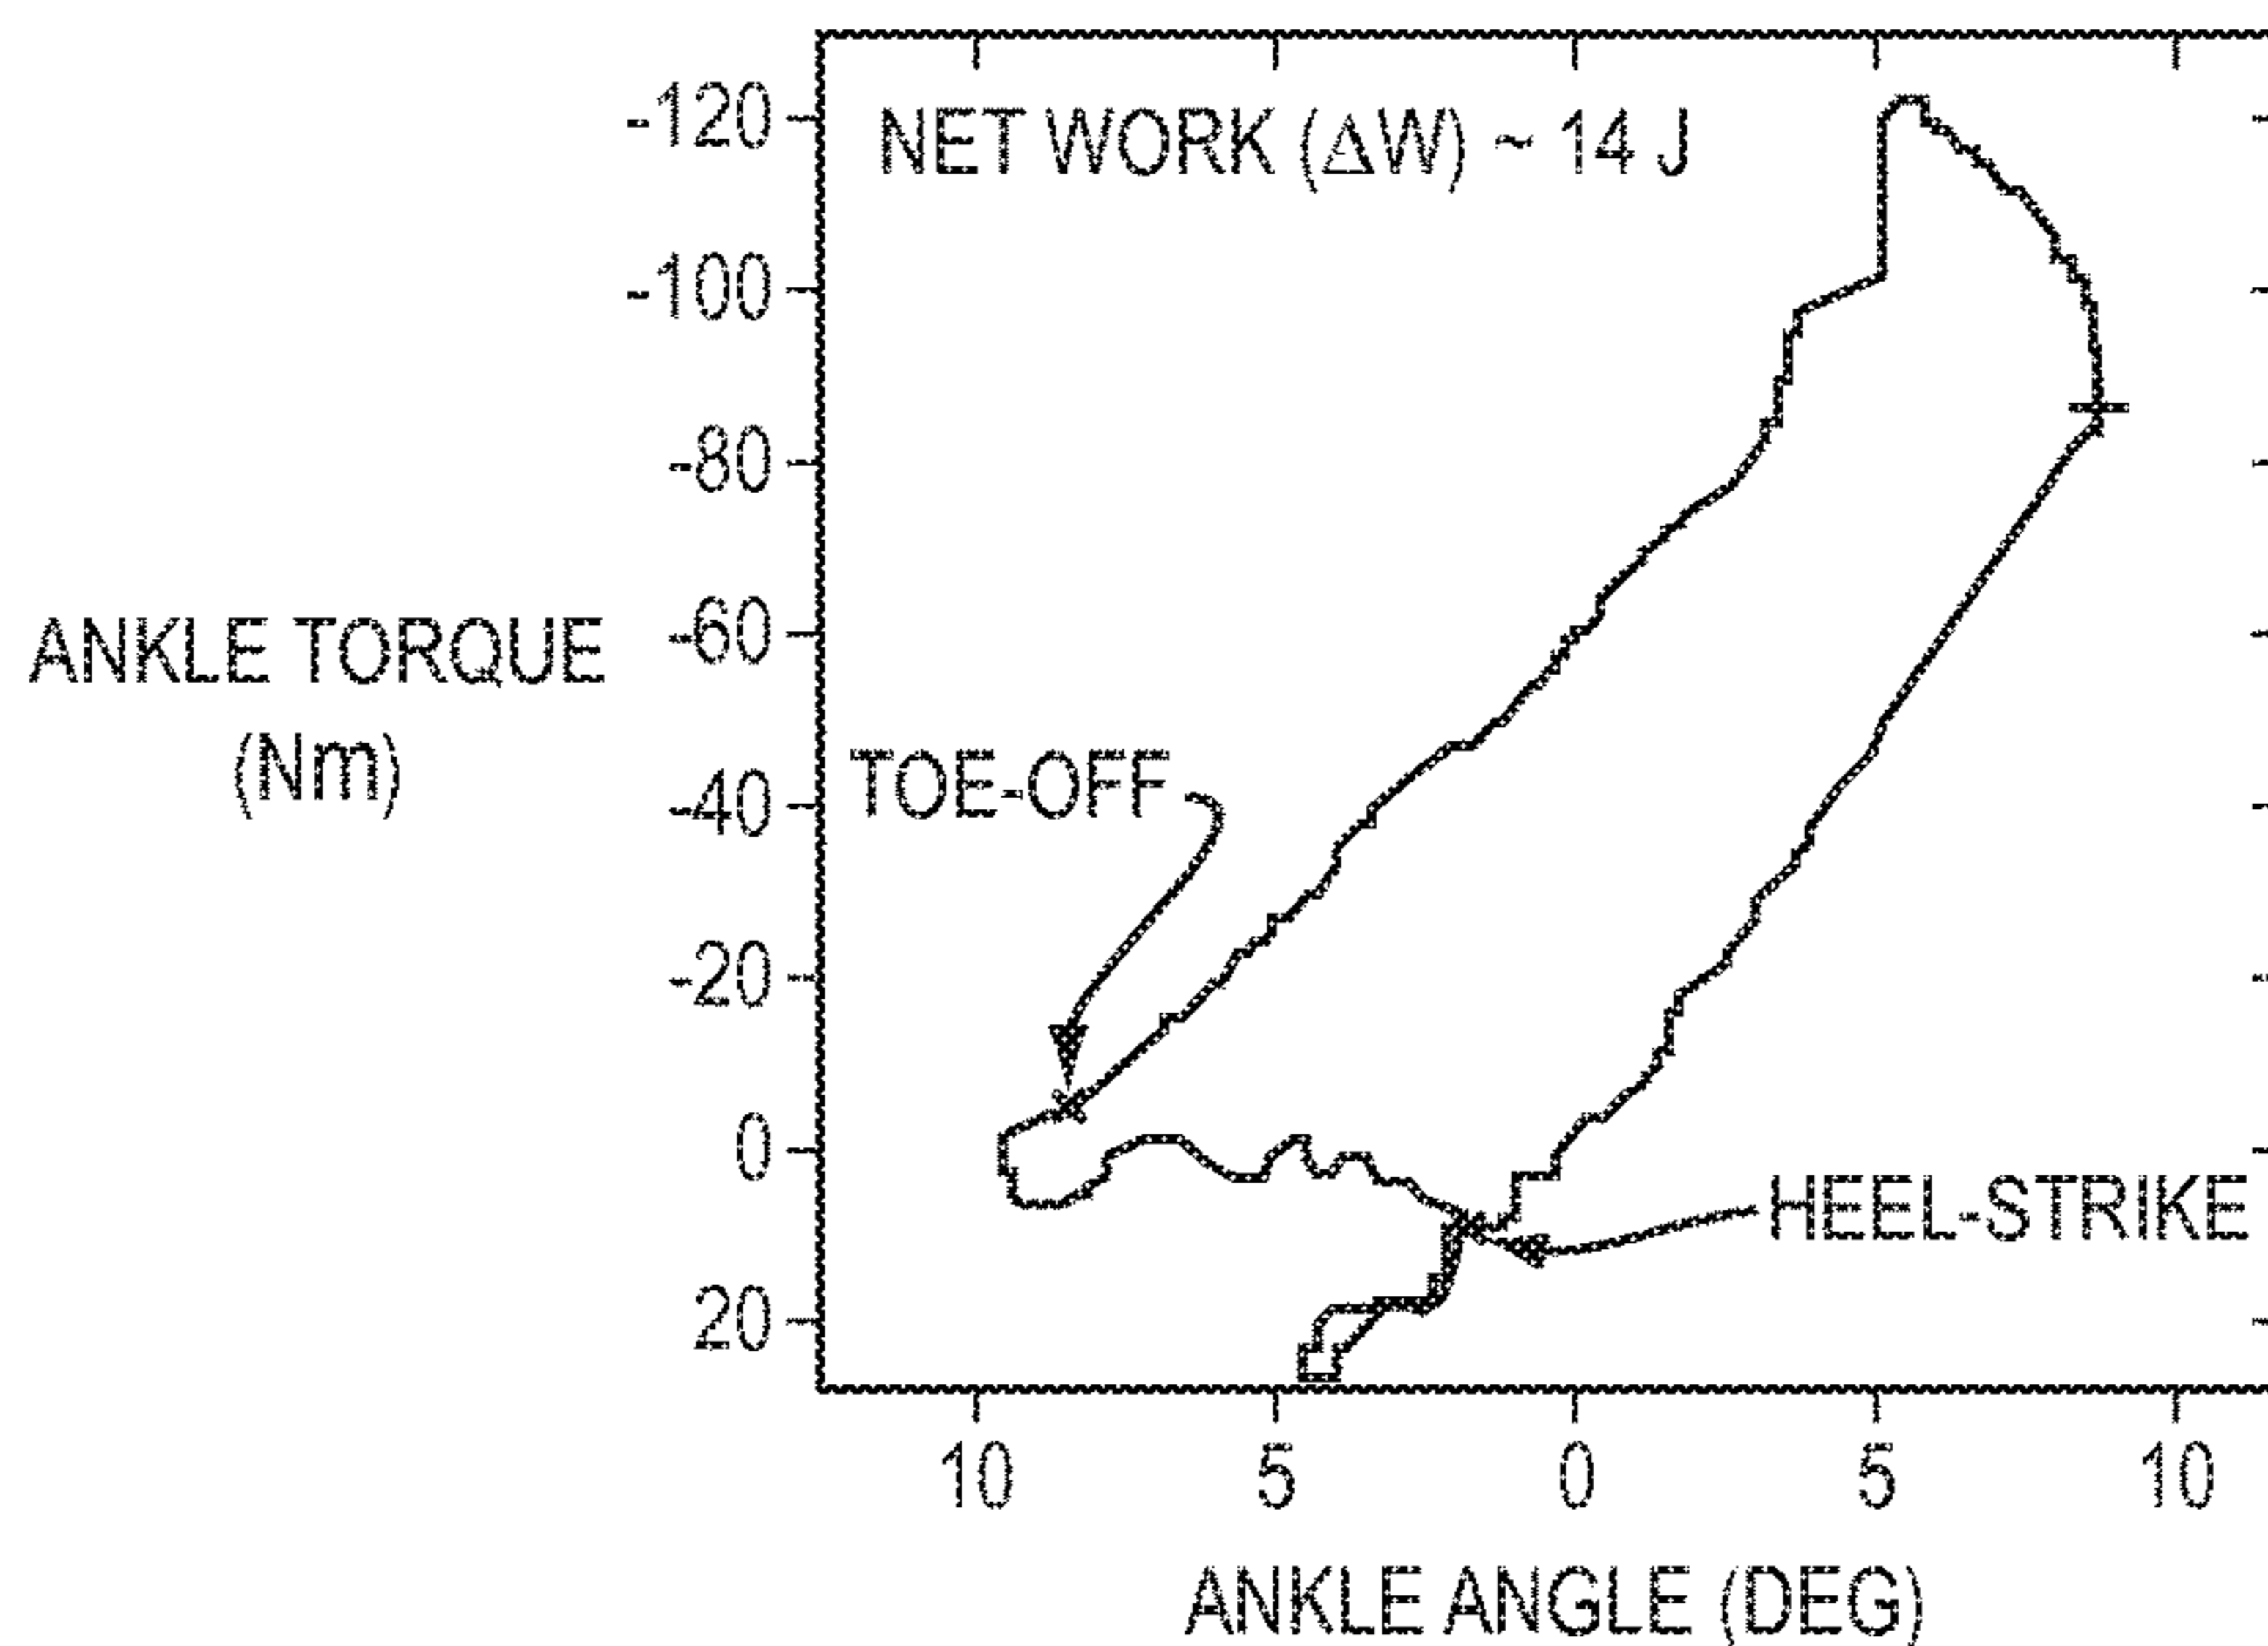 NET WORK (ΔW) ~ 14 J
-120
-100
-80
-60
-40
-20
0
20
ANKLE TORQUE
(Nm)
TOE-OFF
HEEL-STRIKE
10 5 0 5 10
ANKLE ANGLE (DEG)